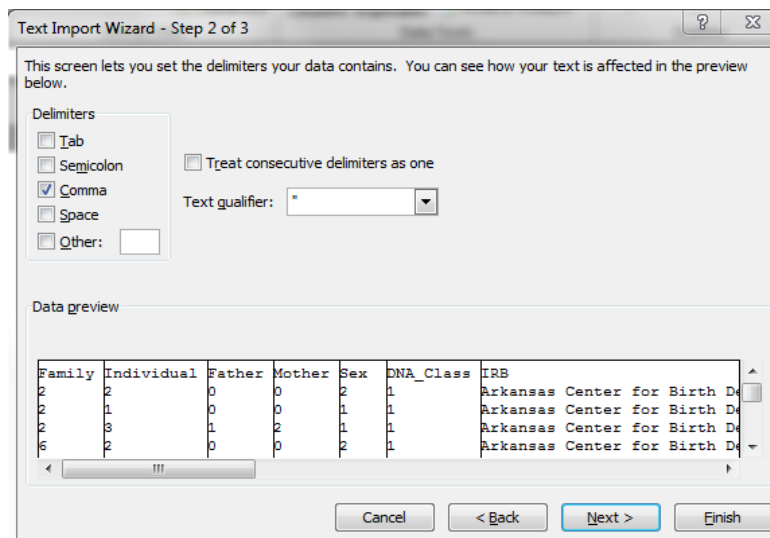 Text Import Wizard - Step 2 of 3
This screen lets you set the delimiters your data contains. You can see how your text is affected in the preview
below.
Delimiters
Tab
Semicolon
Comma
Space
Other:
Treat consecutive delimiters as one
Text qualifier: "
Data preview
Family Individual Father Mother Sex DNA_Class IRB
2 2 0 0 2 1 Arkansas Center for Birth De
2 1 0 0 1 1 Arkansas Center for Birth De
2 3 1 2 1 1 Arkansas Center for Birth De
6 2 0 0 2 1 Arkansas Center for Birth De
Cancel < Back Next > Finish